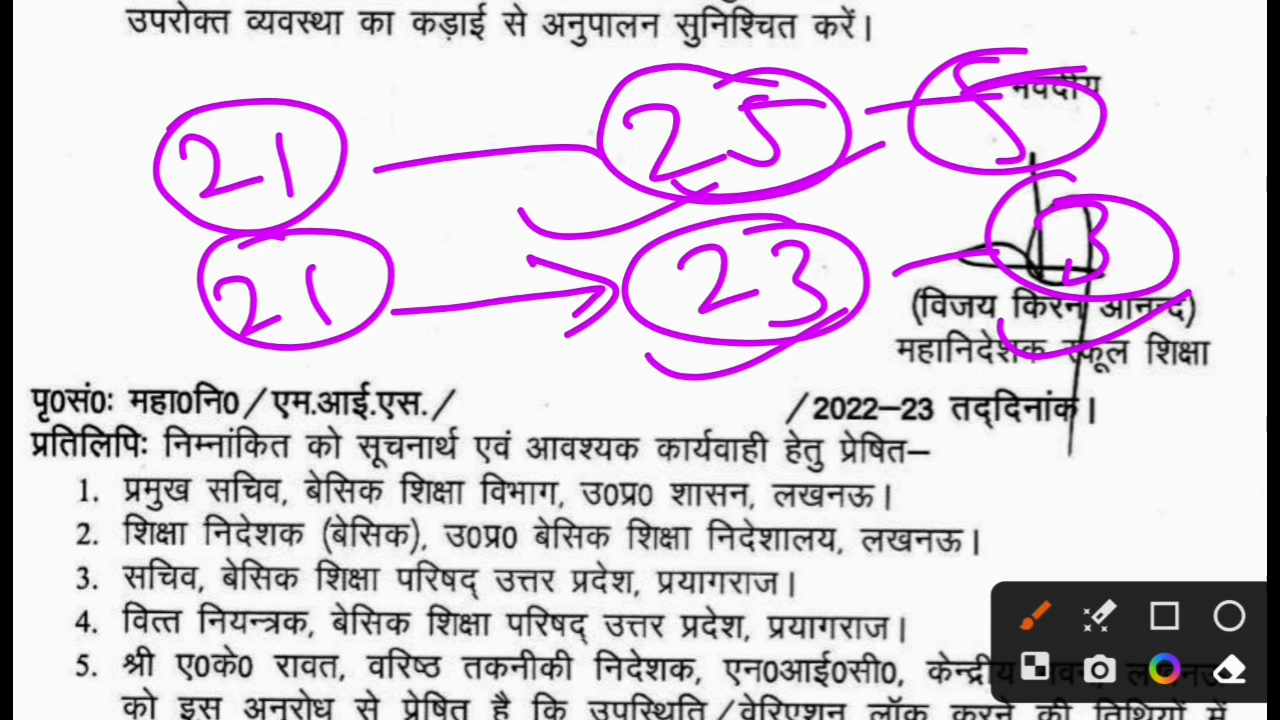 उपरोक्त व्यवस्था का कड़ाई से अनुपालन सुनिश्चित करें।
भवदीय
21 25 5
21 23 3
(विजय किरन आनन्द)
महानिदेशक स्कूल शिक्षा
पृ0सं0ः महा0नि0/एम.आई.एस./ /2022–23 तद्दिनांक।
प्रतिलिपिः निम्नांकित को सूचनार्थ एवं आवश्यक कार्यवाही हेतु प्रेषित–
1. प्रमुख सचिव, बेसिक शिक्षा विभाग, उ0प्र0 शासन, लखनऊ।
2. शिक्षा निदेशक (बेसिक), उ0प्र0 बेसिक शिक्षा निदेशालय, लखनऊ।
3. सचिव, बेसिक शिक्षा परिषद् उत्तर प्रदेश, प्रयागराज।
4. वित्त नियन्त्रक, बेसिक शिक्षा परिषद् उत्तर प्रदेश, प्रयागराज।
5. श्री ए0के0 रावत, वरिष्ठ तकनीकी निदेशक, एन0आई0सी0, केन्द्रीय भवन, लखनऊ
को इस अनुरोध से प्रेषित है कि उपस्थिति/वेरिएशन लॉक करने की तिथियों में